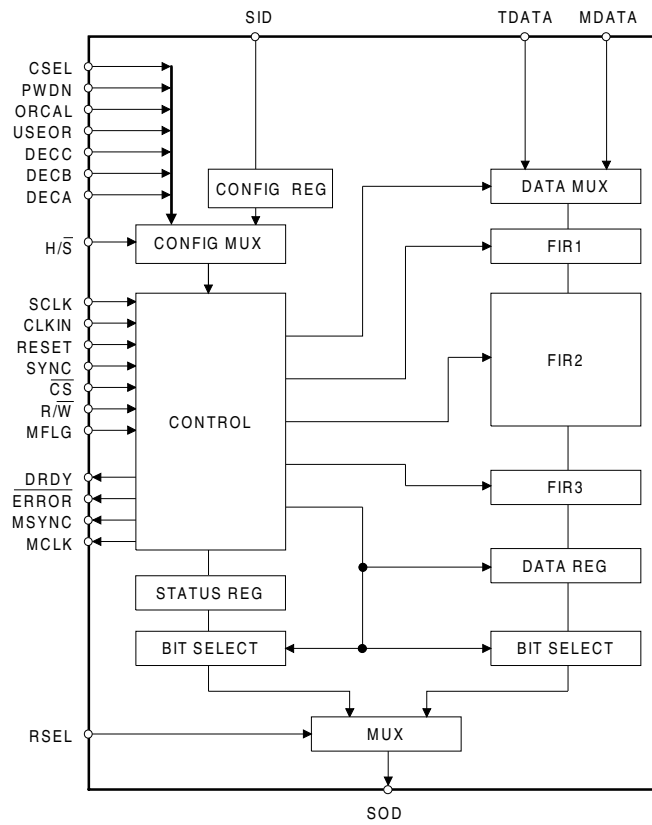 SID
TDATA
MDATA
CSEL
PWDN
ORCAL
USEOR
DECC
DECB
DECA
H/S̅
CONFIG REG
CONFIG MUX
DATA MUX
FIR1
SCLK
CLKIN
RESET
SYNC
C̅S̅
R/W̅
MFLG
CONTROL
FIR2
DRDY
E̅R̅R̅O̅R̅
MSYNC
MCLK
FIR3
STATUS REG
DATA REG
BIT SELECT
BIT SELECT
RSEL
MUX
SOD